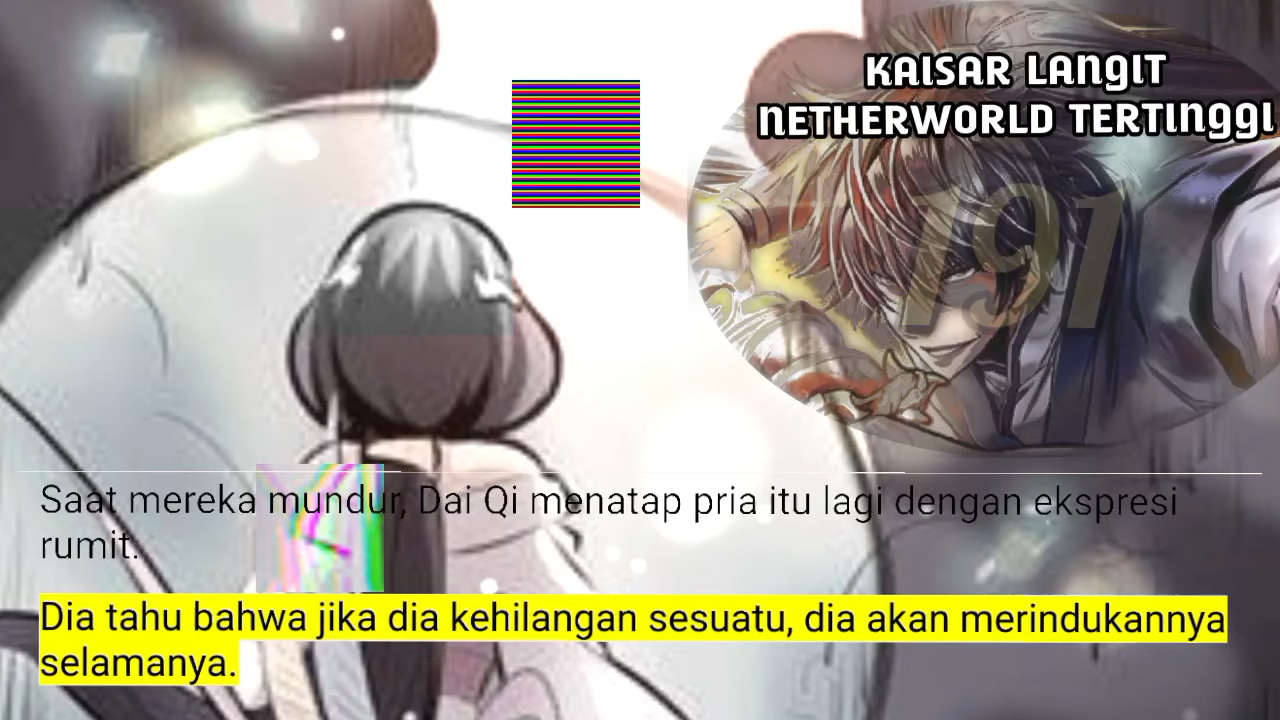 KAISAR LANGIT
NETHERWORLD TERTINGGI
791
Saat mereka mundur, Dai Qi menatap pria itu lagi dengan ekspresi
rumit.
Dia tahu bahwa jika dia kehilangan sesuatu, dia akan merindukannya
selamanya.